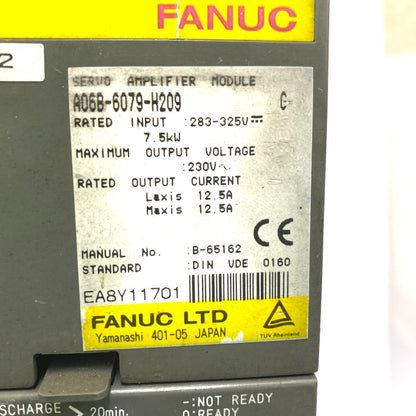 FANUC
2
SERVO AMPLIFIER MODULE
A06B-6079-H209 G
RATED INPUT :283-325V⎓
7.5kW
MAXIMUM OUTPUT VOLTAGE
:230V~
RATED OUTPUT CURRENT
Laxis 12.5A
Maxis 12.5A
MANUAL No. :B-65162
STANDARD :DIN VDE 0160
CE
EA8Y11701
FANUC LTD
Yamanashi 401-05 JAPAN
TUV Rheinland
SCHARGE > 20min.
-:NOT READY
0:READY